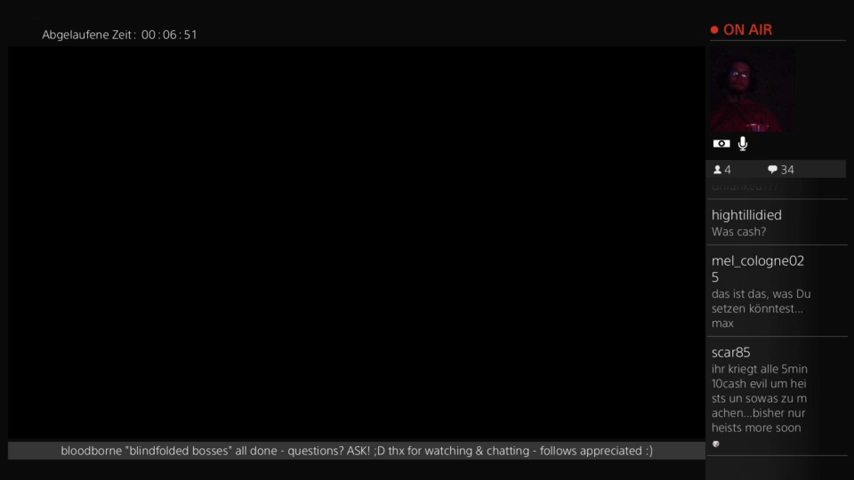 Abgelaufene Zeit: 00:06:51
ON AIR
4 34
hightillidied
Was cash?
mel_cologne02
5
das ist das, was Du
setzen könntest...
max
scar85
ihr kriegt alle 5min
10cash evil um hei
sts un sowas zu m
achen...bisher nur
heists more soon
bloodborne "blindfolded bosses" all done - questions? ASK! ;D thx for watching & chatting - follows appreciated :)